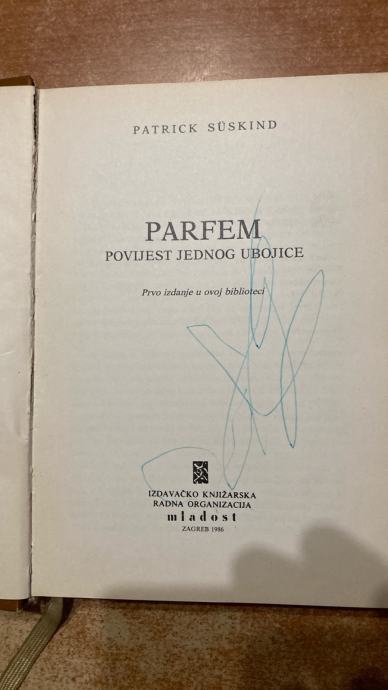 PATRICK SÜSKIND
PARFEM
POVIJEST JEDNOG UBOJICE
Prvo izdanje u ovoj biblioteci
IZDAVAČKO KNJIŽARSKA
RADNA ORGANIZACIJA
mladost
ZAGREB 1986